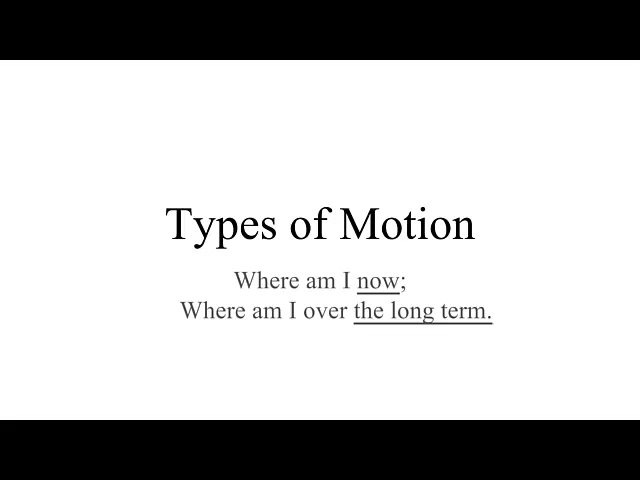 Types of Motion
Where am I now;
Where am I over the long term.